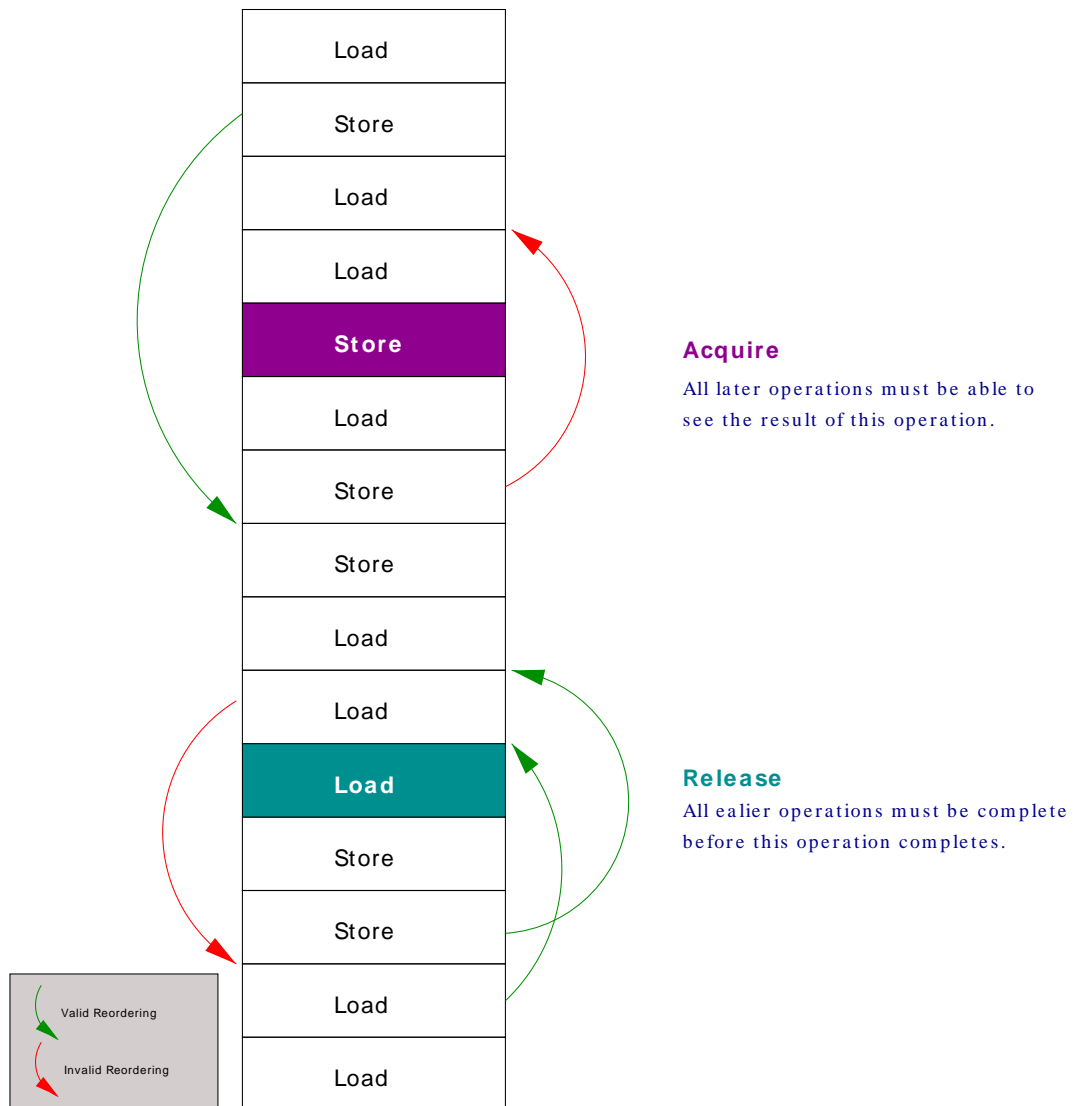 Load
Store
Load
Load
Store
Load
Store
Store
Load
Load
Load
Store
Store
Load
Load
Acquire
All later operations must be able to
see the result of this operation.
Release
All ealier operations must be complete
before this operation completes.
Valid Reordering
Invalid Reordering